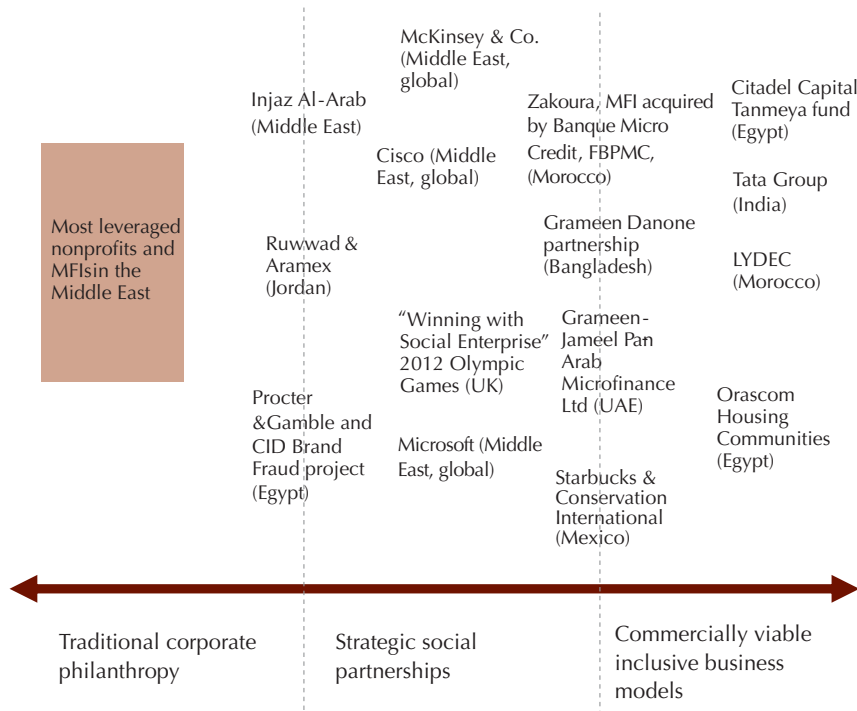 Most leveraged
nonprofits and
MFIsin the
Middle East
Injaz Al-Arab
(Middle East)
Ruwwad &
Aramex
(Jordan)
Procter
&Gamble and
CID Brand
Fraud project
(Egypt)
McKinsey & Co.
(Middle East,
global)
Cisco (Middle
East, global)
“Winning with
Social Enterprise”
2012 Olympic
Games (UK)
Microsoft (Middle
East, global)
Zakoura, MFI acquired
by Banque Micro
Credit, FBPMC,
(Morocco)
Grameen Danone
partnership
(Bangladesh)
Grameen-
Jameel Pan-
Arab
Microfinance
Ltd (UAE)
Starbucks &
Conservation
International
(Mexico)
Citadel Capital
Tanmeya fund
(Egypt)
Tata Group
(India)
LYDEC
(Morocco)
Orascom
Housing
Communities
(Egypt)
Traditional corporate
philanthropy
Strategic social
partnerships
Commercially viable
inclusive business
models